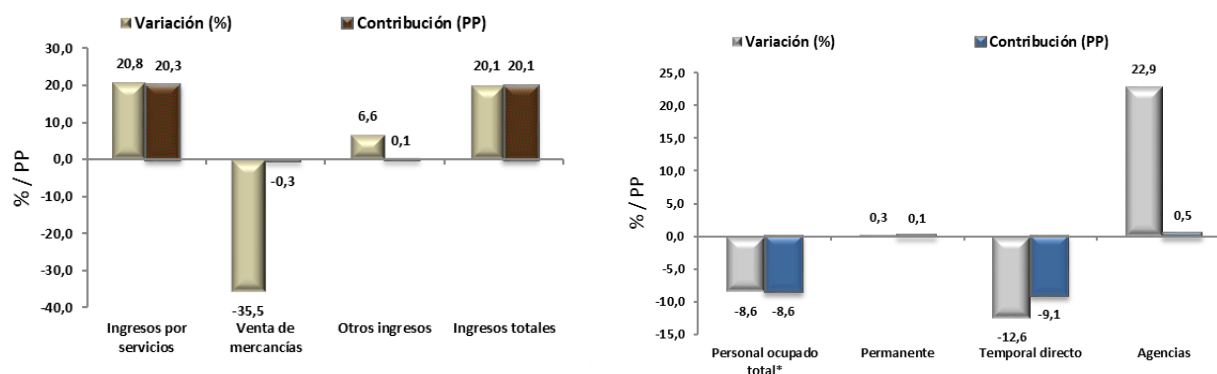 Variación (%)
Contribución (PP)
30,0
20,0
10,0
0,0
-10,0
-20,0
-30,0
-40,0
% / PP
20,8
20,3
-35,5
-0,3
6,6
0,1
20,1
20,1
Ingresos por servicios
Venta de mercancías
Otros ingresos
Ingresos totales
Variación (%)
Contribución (PP)
25,0
20,0
15,0
10,0
5,0
0,0
-5,0
-10,0
-15,0
% / PP
-8,6
-8,6
0,3
0,1
-12,6
-9,1
22,9
0,5
Personal ocupado total*
Permanente
Temporal directo
Agencias